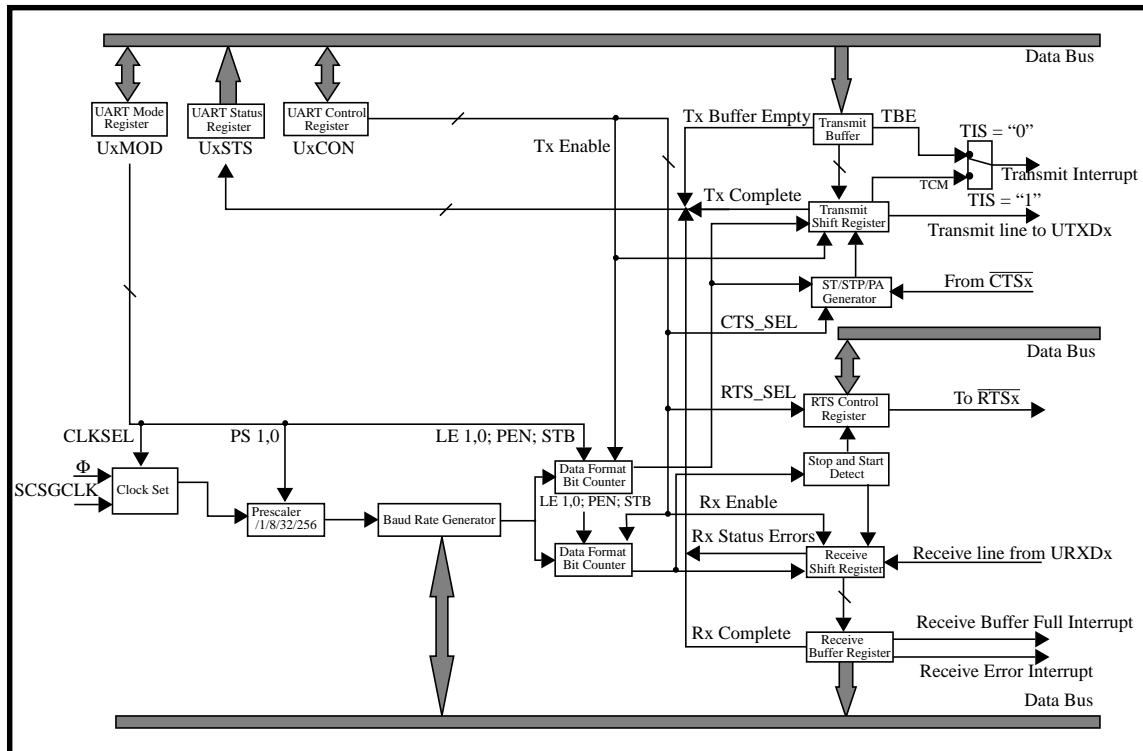 Data Bus
UART Mode
Register
UxMOD
UART Status
Register
UxSTS
UART Control
Register
UxCON
Tx Buffer Empty
Transmit
Buffer
TBE
TIS = “0”
Tx Enable
Transmit Interrupt
TCM
TIS = “1”
Tx Complete
Transmit
Shift Register
Transmit line to UTXDx
ST/STP/PA
Generator
From CTSx
CTS_SEL
Data Bus
RTS_SEL
RTS Control
Register
To RTSx
CLKSEL
PS 1,0
LE 1,0; PEN; STB
Φ
SCSGCLK
Clock Set
Prescaler
/1/8/32/256
Baud Rate Generator
Data Format
Bit Counter
LE 1,0; PEN; STB
Data Format
Bit Counter
Stop and Start
Detect
Rx Enable
Rx Status Errors
Receive
Shift Register
Receive line from URXDx
Rx Complete
Receive
Buffer Register
Receive Buffer Full Interrupt
Receive Error Interrupt
Data Bus